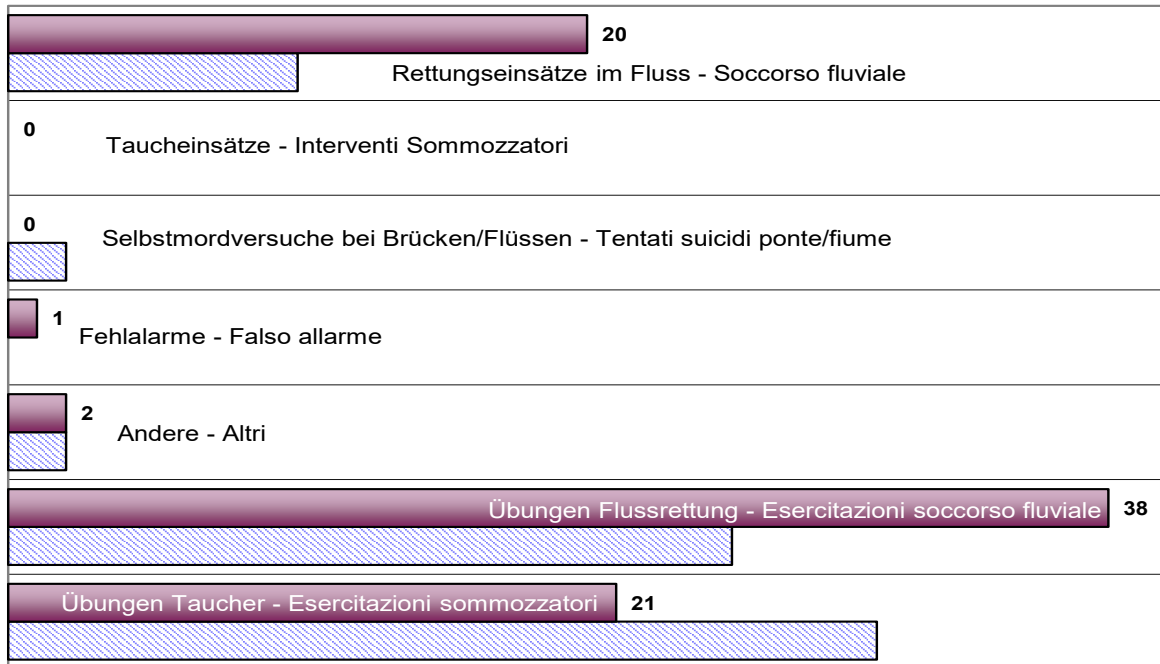 20
Rettungseinsätze im Fluss - Soccorso fluviale
0
Taucheinsätze - Interventi Sommozzatori
0
Selbstmordversuche bei Brücken/Flüssen - Tentati suicidi ponte/fiume
1
Fehlalarme - Falso allarme
2
Andere - Altri
Übungen Flussrettung - Esercitazioni soccorso fluviale 38
Übungen Taucher - Esercitazioni sommozzatori 21